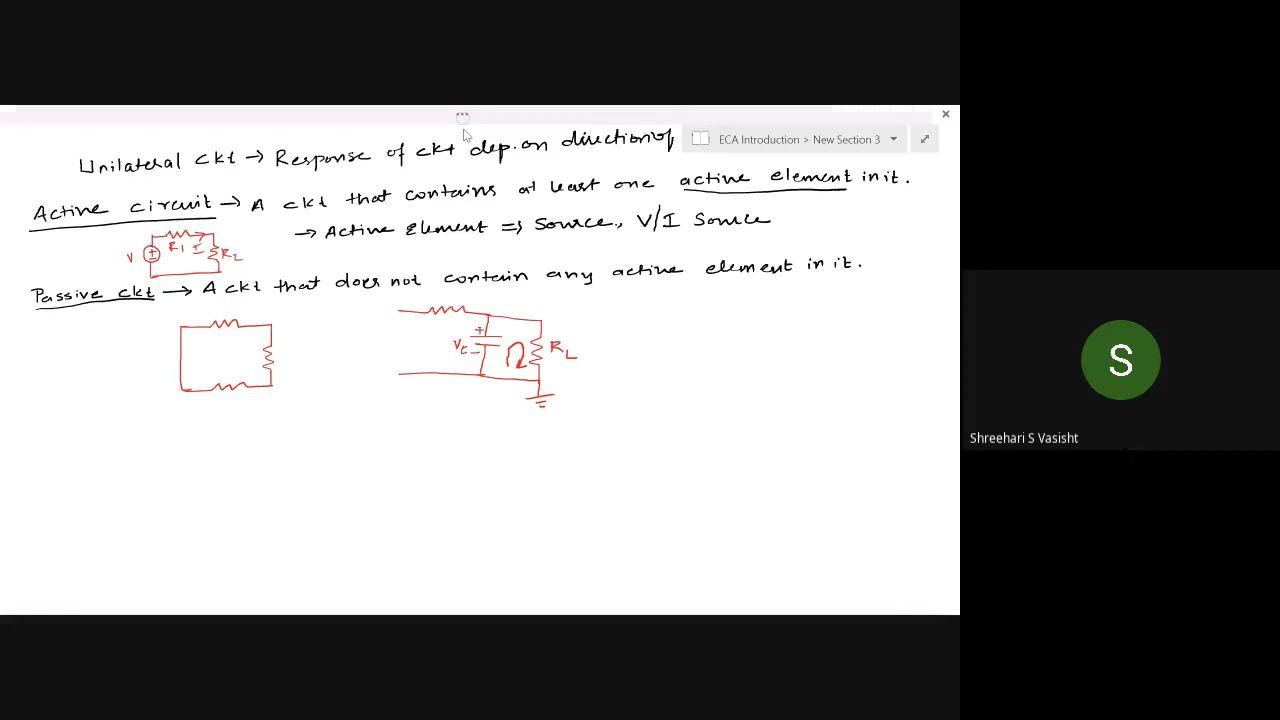 ECA Introduction > New Section 3
Unilateral ckt → Response of ckt dep. on direction of
Active circuit → A ckt that contains at least one active element in it.
→ Active Element ⇒ Source, V/I Source
V R1 I R2
Passive ckt → A ckt that does not contain any active element in it.
+ Vc − RL
S
Shreehari S Vasisht